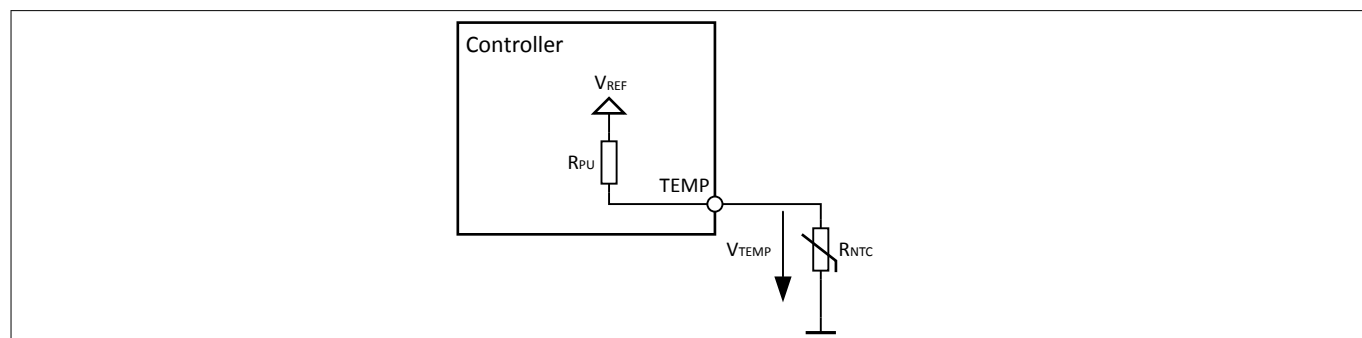 Controller
VREF
RPU
TEMP
VTEMP
RNTC